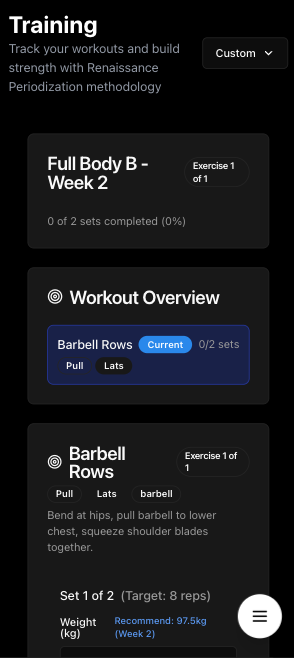 Training
Track your workouts and build
strength with Renaissance
Periodization methodology
Custom
Full Body B -
Week 2
Exercise 1
of 1
0 of 2 sets completed (0%)
Workout Overview
Barbell Rows Current 0/2 sets
Pull Lats
Barbell
Rows
Exercise 1 of
1
Pull Lats barbell
Bend at hips, pull barbell to lower
chest, squeeze shoulder blades
together.
Set 1 of 2 (Target: 8 reps)
Weight
(kg)
Recommend: 97.5kg
(Week 2)